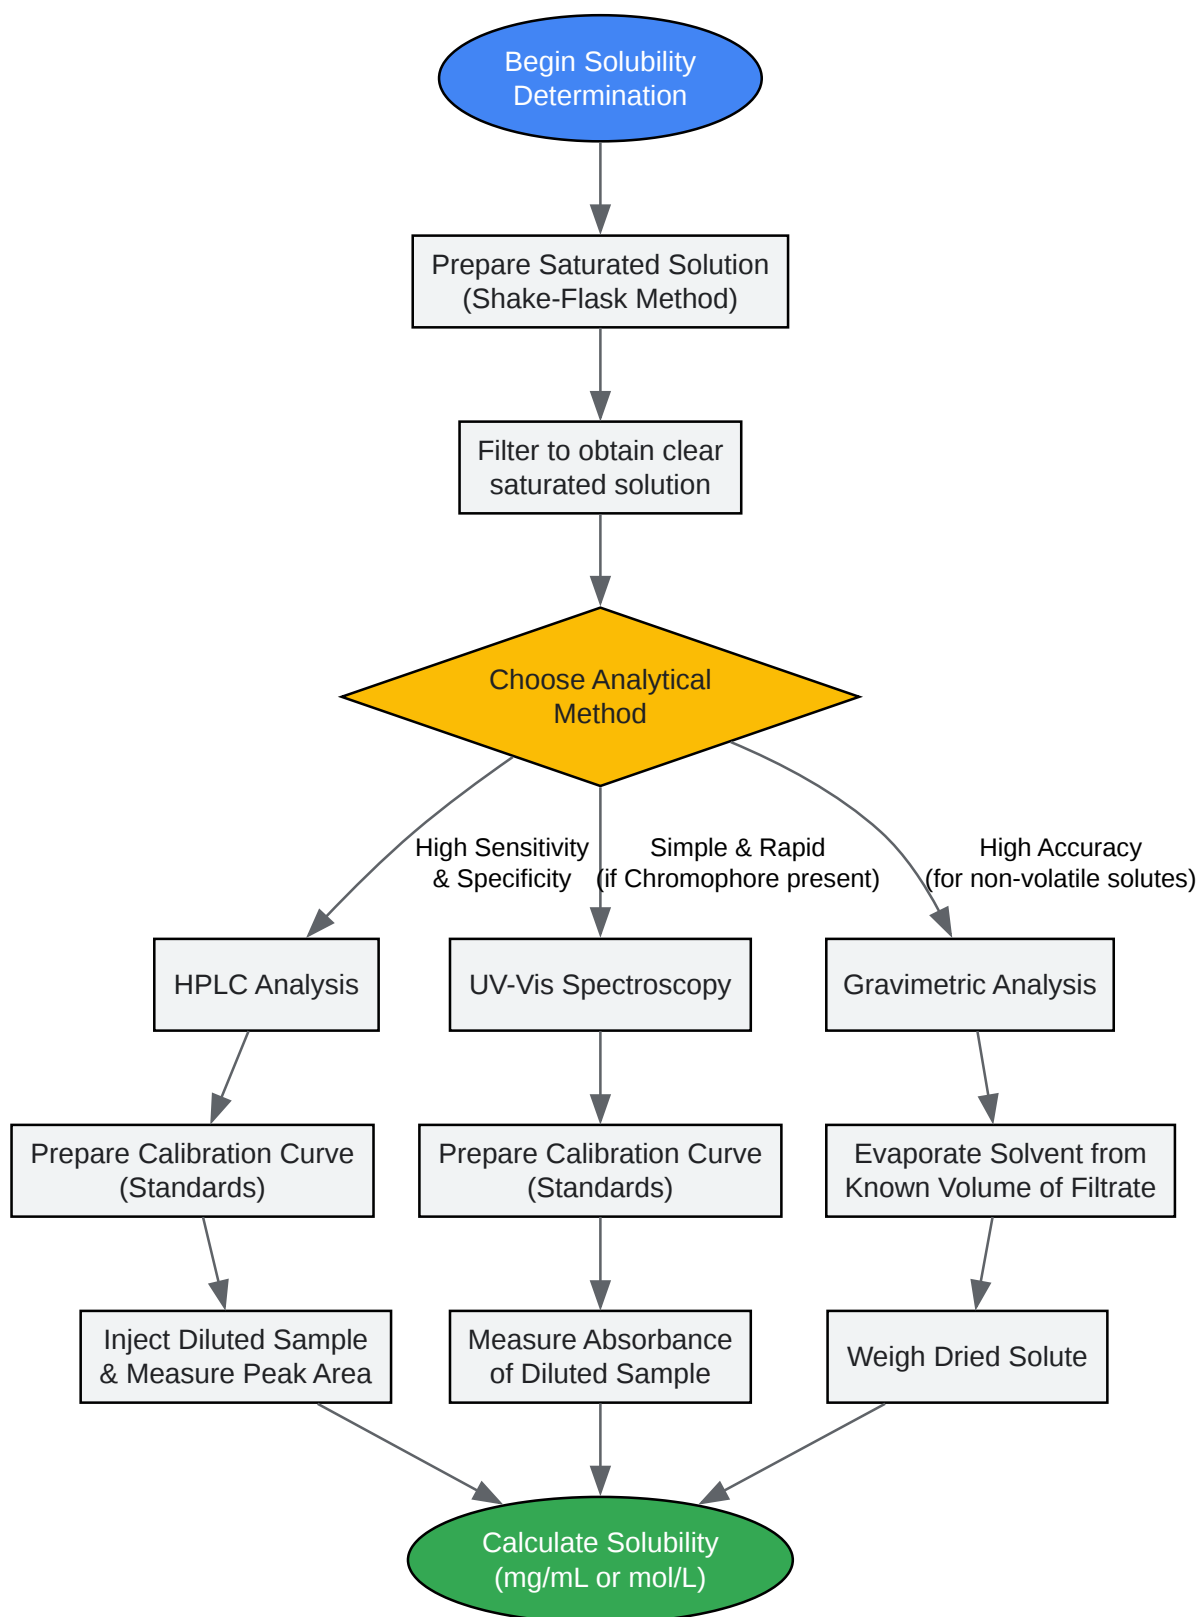 Begin Solubility
Determination
Prepare Saturated Solution
(Shake-Flask Method)
Filter to obtain clear
saturated solution
Choose Analytical
Method
High Sensitivity
& Specificity
Simple & Rapid
(if Chromophore present)
High Accuracy
(for non-volatile solutes)
HPLC Analysis
UV-Vis Spectroscopy
Gravimetric Analysis
Prepare Calibration Curve
(Standards)
Prepare Calibration Curve
(Standards)
Evaporate Solvent from
Known Volume of Filtrate
Inject Diluted Sample
& Measure Peak Area
Measure Absorbance
of Diluted Sample
Weigh Dried Solute
Calculate Solubility
(mg/mL or mol/L)